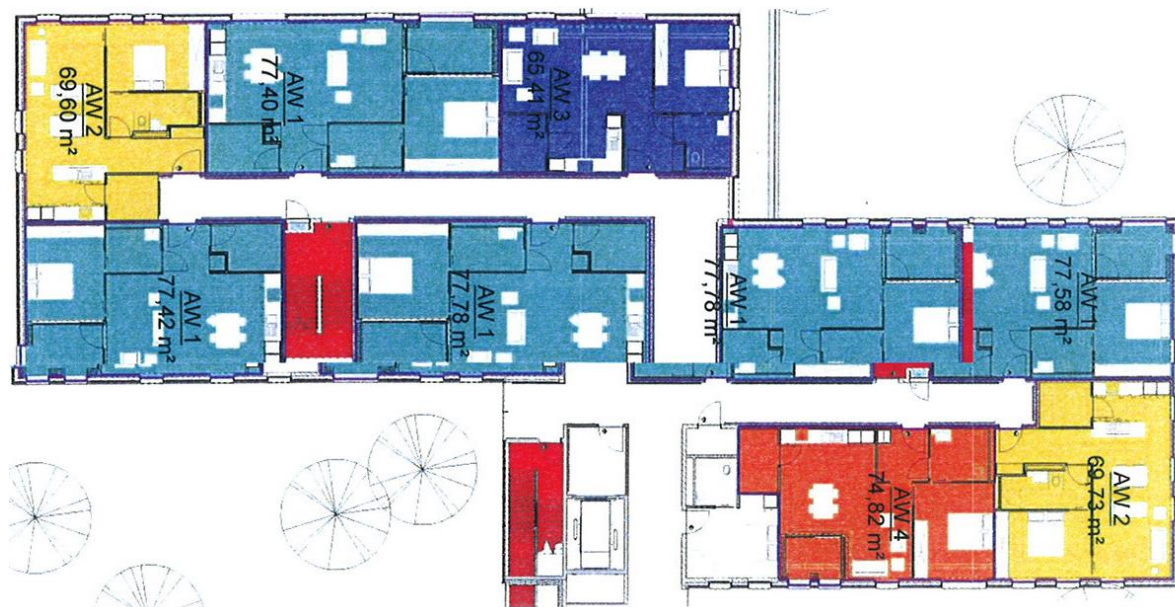 AW 2
69,60 m²
AW 1
77,40 m²
AW 3
65,41 m²
AW 1
77,42 m²
AW 1
77,78 m²
AW 1
77,78 m²
AW 1
77,58 m²
AW 4
74,82 m²
AW 2
69,73 m²